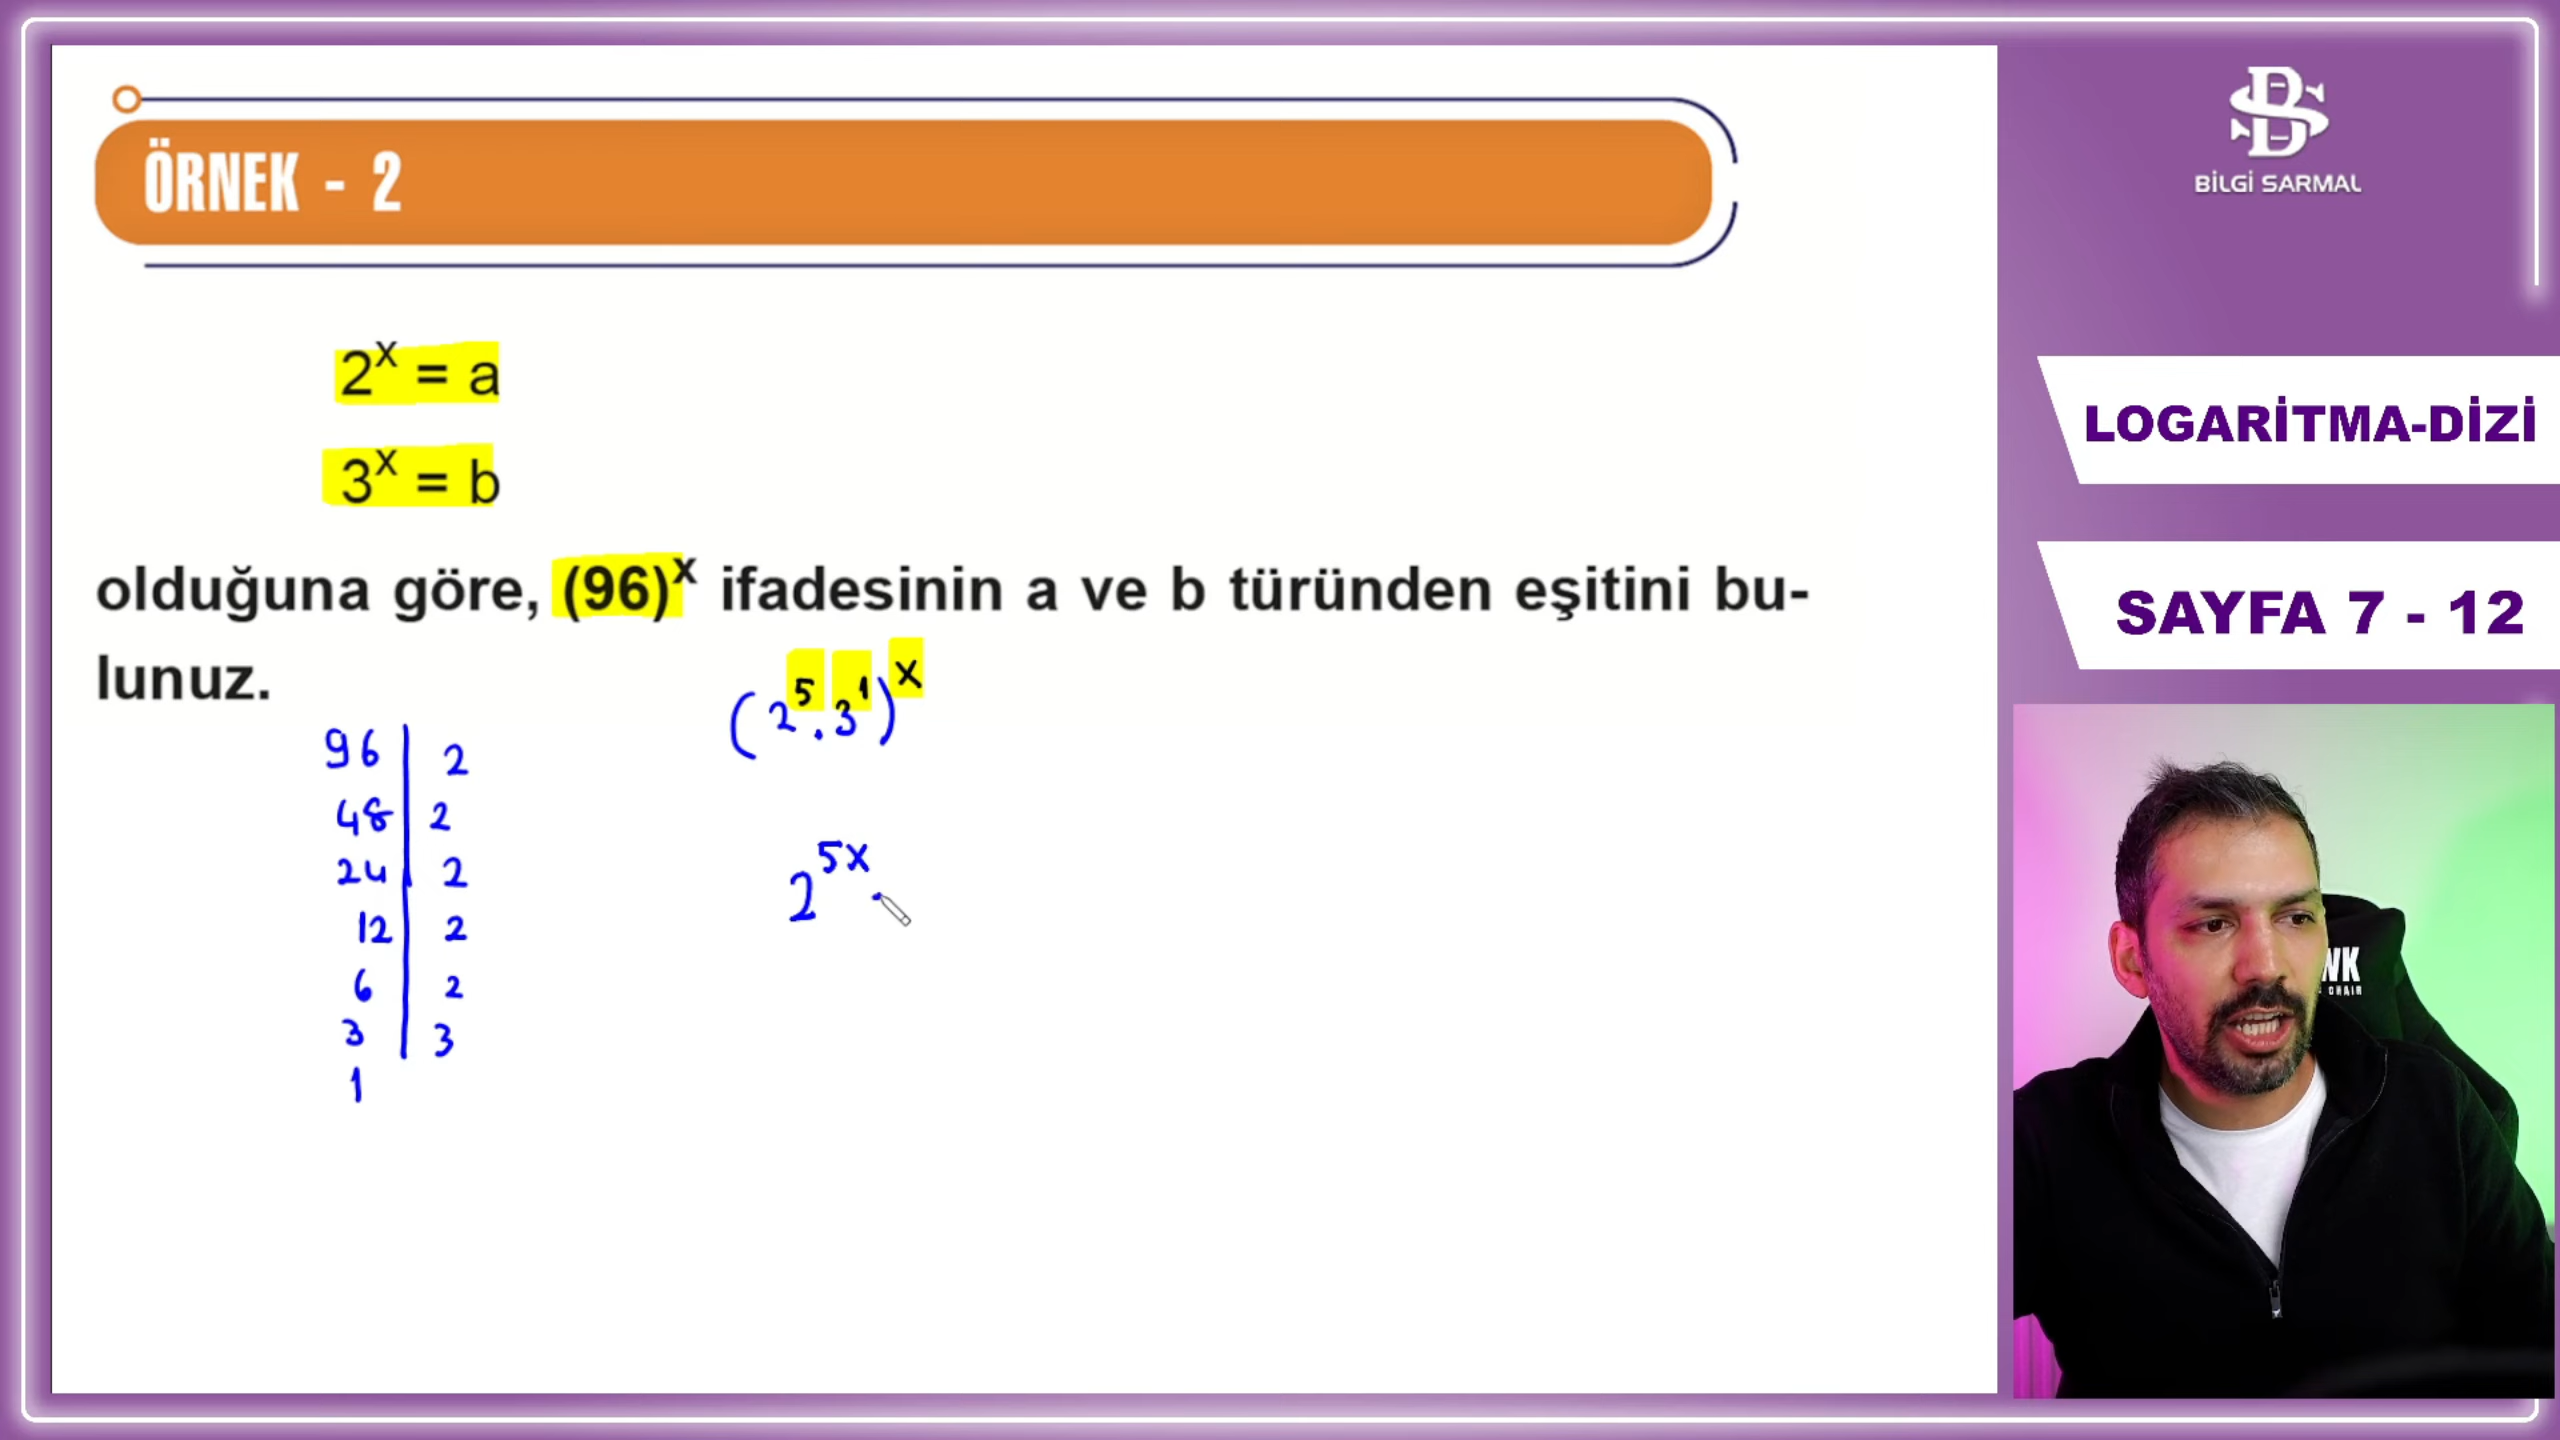 ÖRNEK - 2
2ˣ = a
3ˣ = b
olduğuna göre, (96)ˣ ifadesinin a ve b türünden eşitini bu-
lunuz.
(2⁵.3¹)ˣ
2⁵ˣ.
96 | 2
48 | 2
24 | 2
12 | 2
6 | 2
3 | 3
1
BİLGİ SARMAL
LOGARİTMA-DİZİ
SAYFA 7 - 12
WK
CHAIR